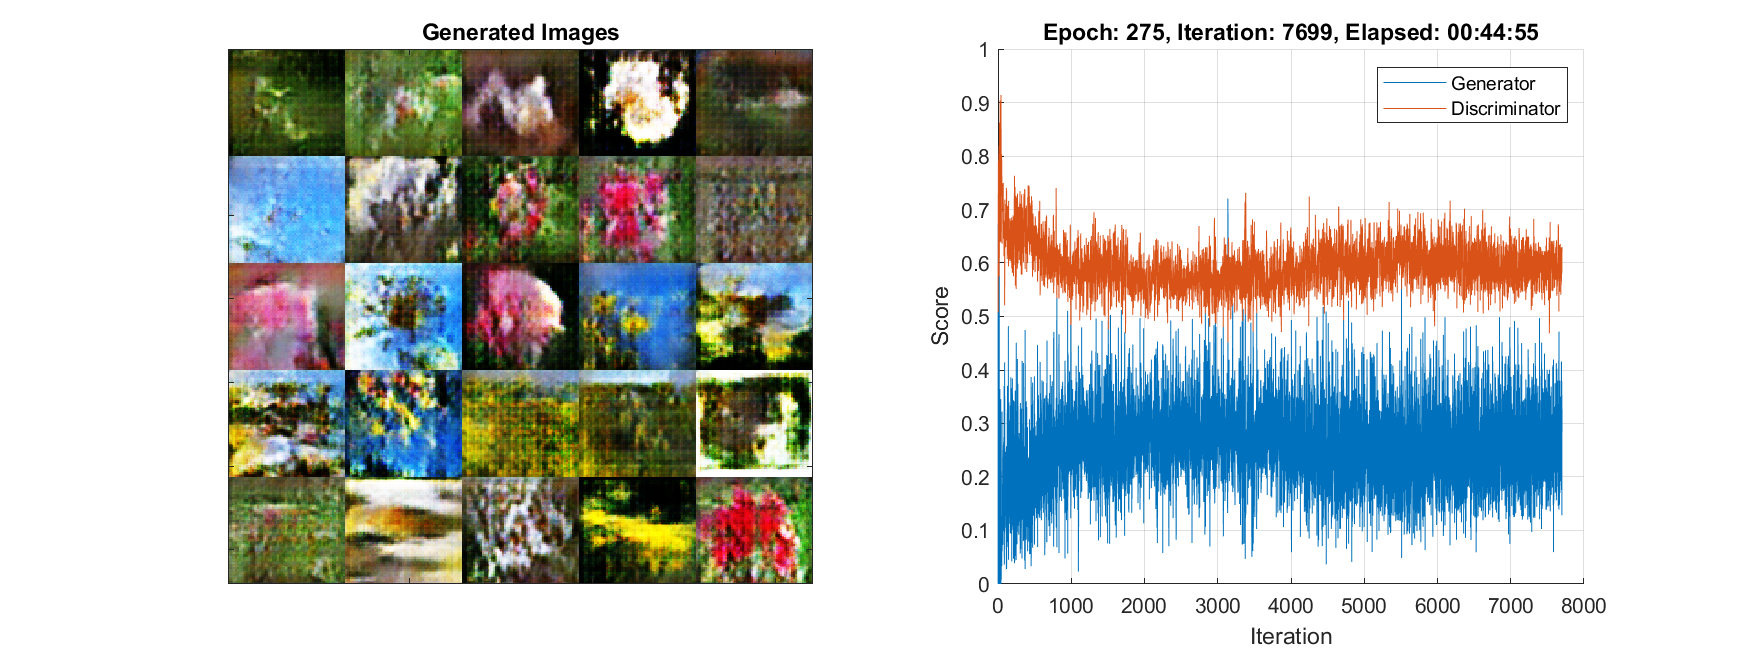 Generated Images
Epoch: 275, Iteration: 7699, Elapsed: 00:44:55
1
0.9
0.8
0.7
0.6
0.5
0.4
0.3
0.2
0.1
0
Score
Generator
Discriminator
0 1000 2000 3000 4000 5000 6000 7000 8000
Iteration